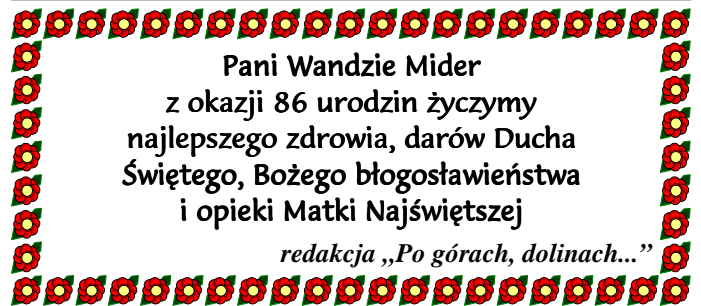 Pani Wandzie Mider
z okazji 86 urodzin życzymy
najlepszego zdrowia, darów Ducha
Świętego, Bożego błogosławieństwa
i opieki Matki Najświętszej
redakcja „Po górach, dolinach...”